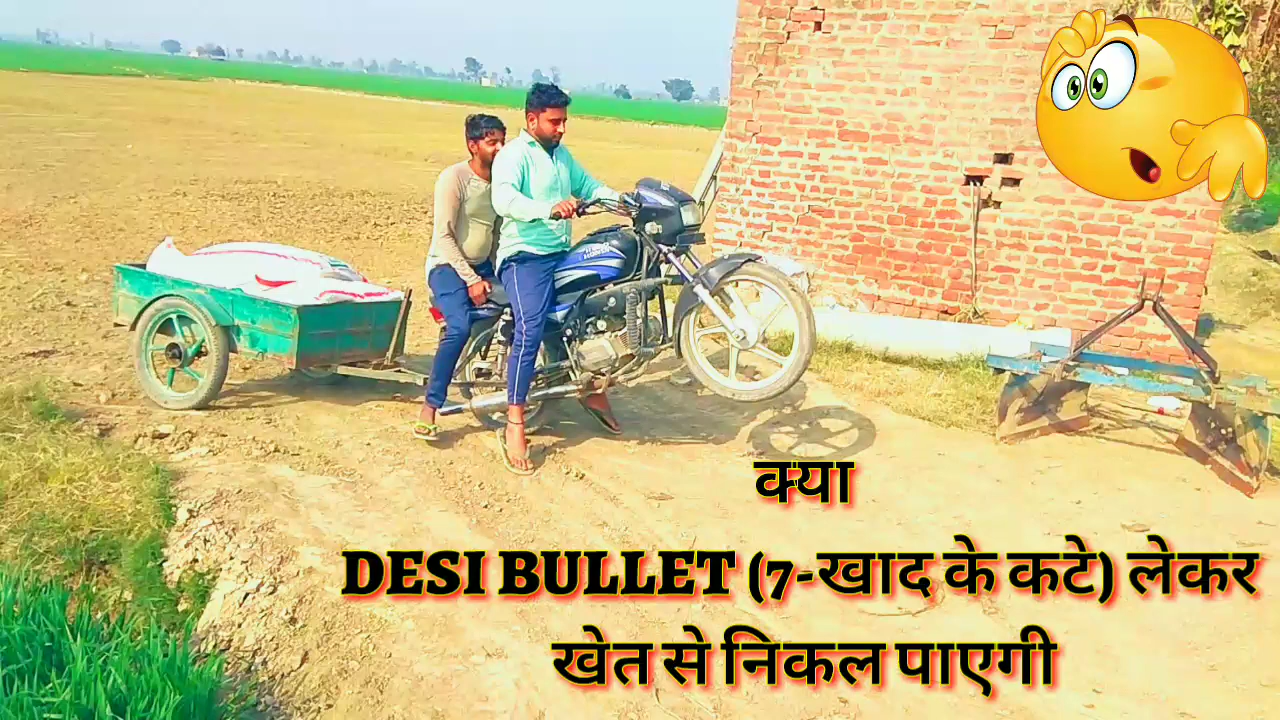 क्या
DESI BULLET (7-खाद के कटे) लेकर
खेत से निकल पाएगी